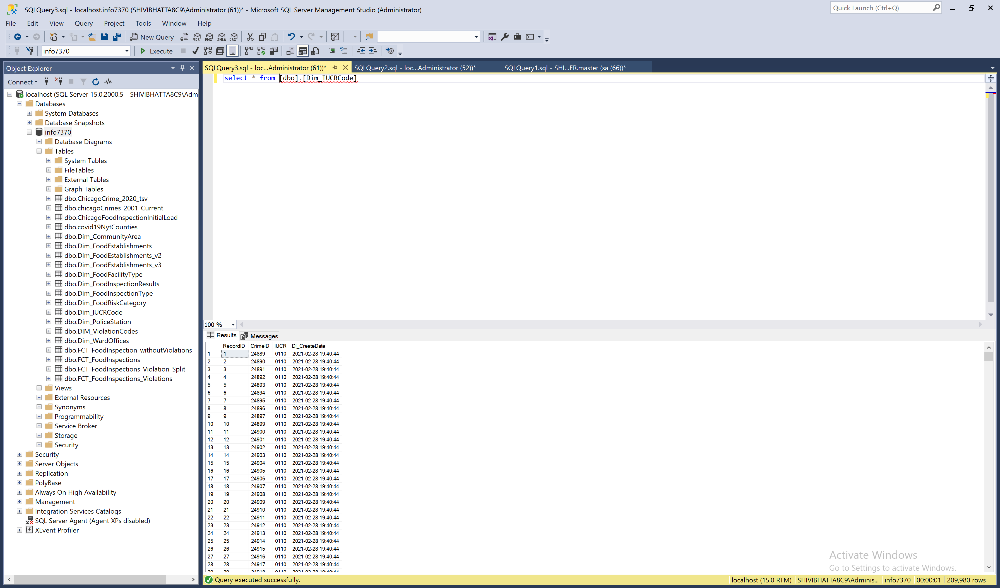 SQLQuery3.sql - localhost.info7370 (SHIVIBHATTA8C9\Administrator (61))* - Microsoft SQL Server Management Studio (Administrator)
Quick Launch (Ctrl+Q)
File Edit View Query Project Tools Window Help
New Query MDX DMX XMLA DAX
info7370 Execute
Object Explorer
Connect
localhost (SQL Server 15.0.2000.5 - SHIVIBHATTA8C9\Adm
Databases
System Databases
Database Snapshots
info7370
Database Diagrams
Tables
System Tables
FileTables
External Tables
Graph Tables
dbo.ChicagoCrime_2020_tsv
dbo.chicagoCrimes_2001_Current
dbo.ChicagoFoodInspectionInitialLoad
dbo.covid19NytCounties
dbo.Dim_CommunityArea
dbo.Dim_FoodEstablishments
dbo.Dim_FoodEstablishments_v2
dbo.Dim_FoodEstablishments_v3
dbo.Dim_FoodFacilityType
dbo.Dim_FoodInspectionResults
dbo.Dim_FoodInspectionType
dbo.Dim_FoodRiskCategory
dbo.Dim_IUCRCode
dbo.Dim_PoliceStation
dbo.DIM_ViolationCodes
dbo.Dim_WardOffices
dbo.FCT_FoodInspection_withoutViolations
dbo.FCT_FoodInspections
dbo.FCT_FoodInspections_Violation_Split
dbo.FCT_FoodInspections_Violations
Views
External Resources
Synonyms
Programmability
Service Broker
Storage
Security
Security
Server Objects
Replication
PolyBase
Always On High Availability
Management
Integration Services Catalogs
SQL Server Agent (Agent XPs disabled)
XEvent Profiler
SQLQuery3.sql - loc...Administrator (61))* SQLQuery2.sql - loc...Administrator (52))* SQLQuery1.sql - SHI...ER.master (sa (66))*
select * from [dbo].[Dim_IUCRCode]
100 %
Results Messages
RecordID CrimeID IUCR DI_CreateDate
1 1 24889 0110 2021-02-28 19:40:44
2 2 24890 0110 2021-02-28 19:40:44
3 3 24891 0110 2021-02-28 19:40:44
4 4 24892 0110 2021-02-28 19:40:44
5 5 24893 0110 2021-02-28 19:40:44
6 6 24894 0110 2021-02-28 19:40:44
7 7 24895 0110 2021-02-28 19:40:44
8 8 24896 0110 2021-02-28 19:40:44
9 9 24897 0110 2021-02-28 19:40:44
10 10 24899 0110 2021-02-28 19:40:44
11 11 24900 0110 2021-02-28 19:40:44
12 12 24901 0110 2021-02-28 19:40:44
13 13 24902 0110 2021-02-28 19:40:44
14 14 24903 0110 2021-02-28 19:40:44
15 15 24904 0110 2021-02-28 19:40:44
16 16 24905 0110 2021-02-28 19:40:44
17 17 24906 0110 2021-02-28 19:40:44
18 18 24907 0110 2021-02-28 19:40:44
19 19 24908 0110 2021-02-28 19:40:44
20 20 24909 0110 2021-02-28 19:40:44
21 21 24910 0110 2021-02-28 19:40:44
22 22 24911 0110 2021-02-28 19:40:44
23 23 24912 0110 2021-02-28 19:40:44
24 24 24913 0110 2021-02-28 19:40:44
25 25 24914 0110 2021-02-28 19:40:44
26 26 24915 0110 2021-02-28 19:40:44
27 27 24916 0110 2021-02-28 19:40:44
28 28 24917 0110 2021-02-28 19:40:44
Activate Windows
Go to Settings to activate Windows.
Query executed successfully. localhost (15.0 RTM) SHIVIBHATTA8C9\Adminis... info7370 00:00:01 209,980 rows